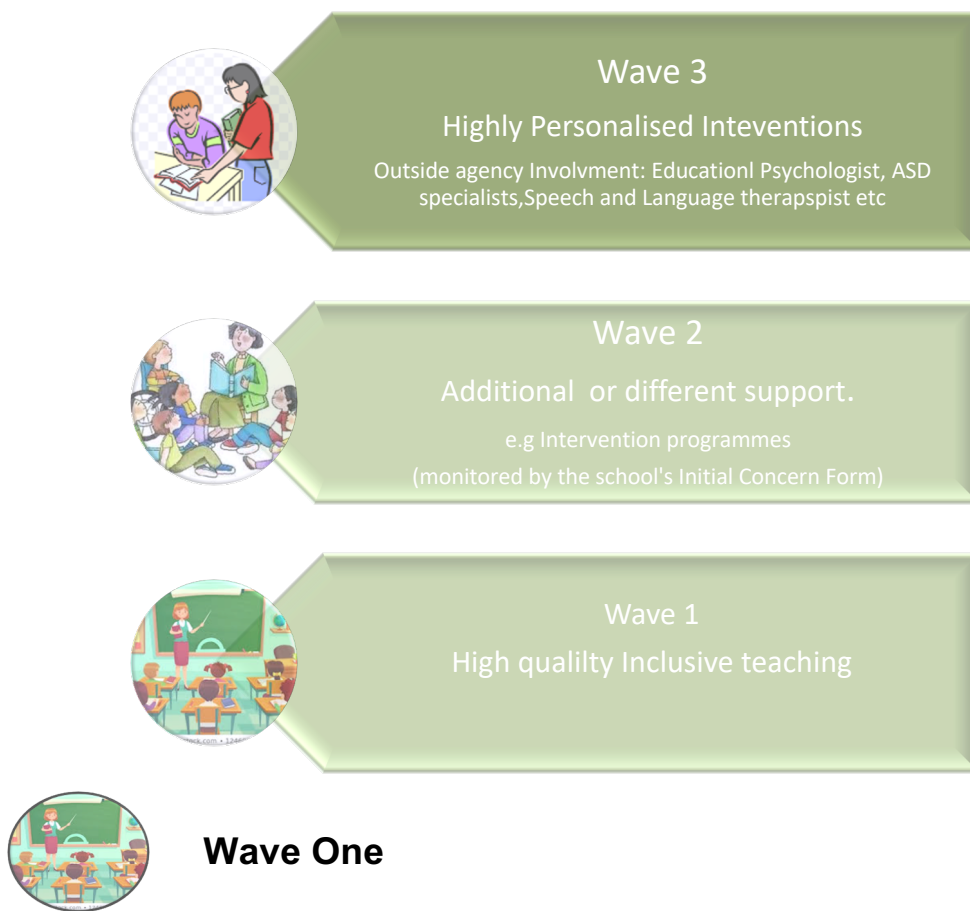 Wave 3
Highly Personalised Inteventions
Outside agency Involvment: Educationl Psychologist, ASD
specialists,Speech and Language therapspist etc
Wave 2
Additional  or different support.
e.g Intervention programmes
(monitored by the school's Initial Concern Form)
Wave 1
High qualilty Inclusive teaching
Wave One